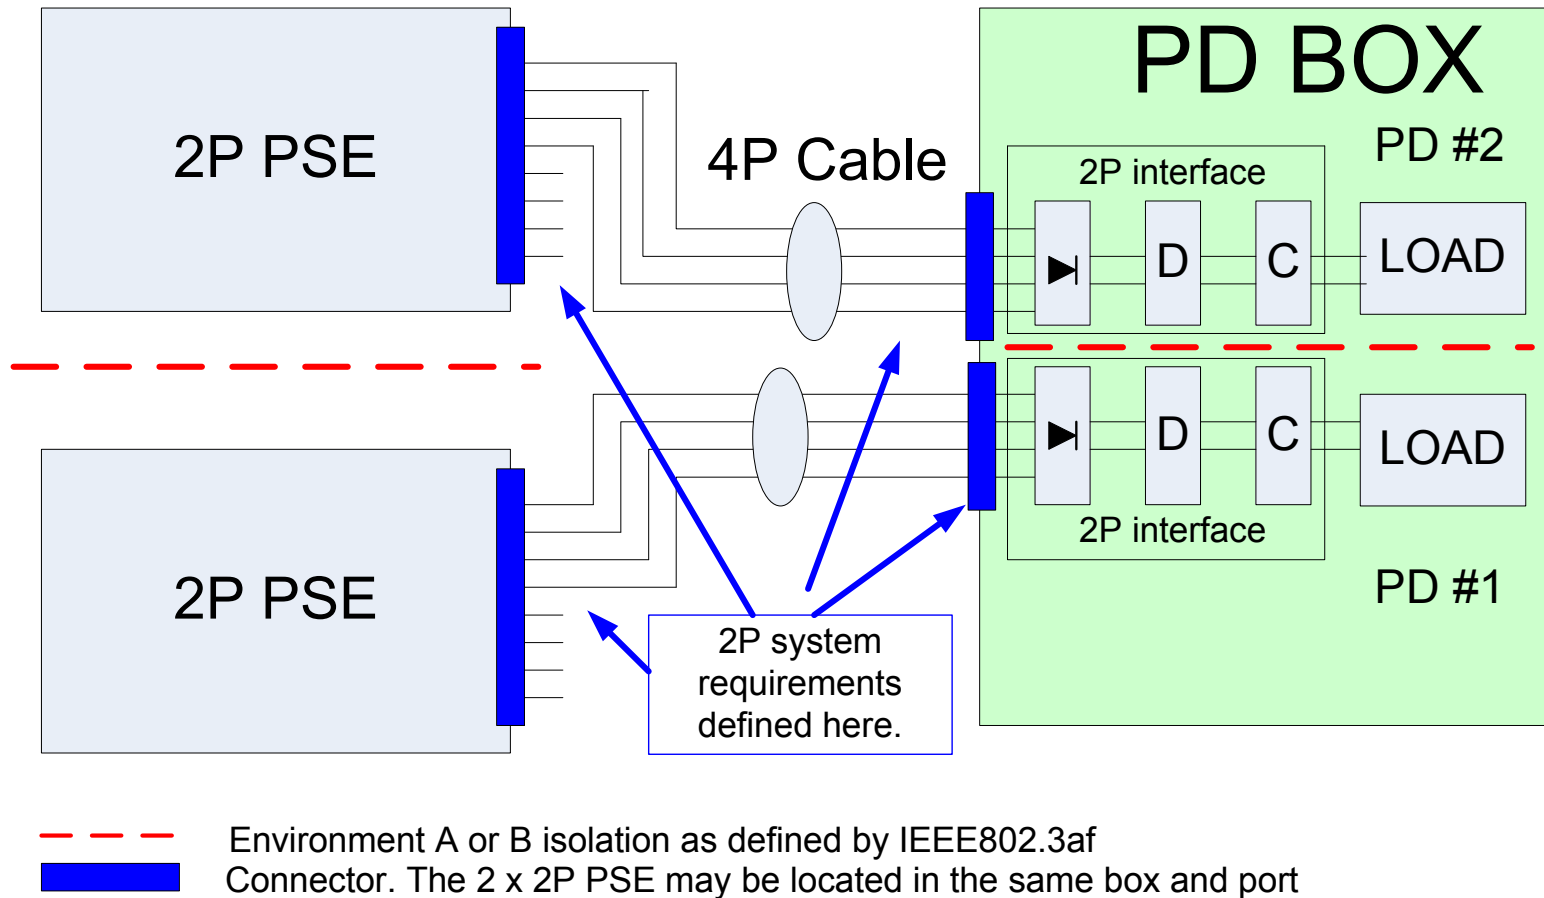 PD BOX
2P PSE
4P Cable
PD #2
2P interface
D
C
LOAD
D
C
LOAD
2P interface
2P PSE
PD #1
2P system
requirements
defined here.
Environment A or B isolation as defined by IEEE802.3af
Connector. The 2 x 2P PSE may be located in the same box and port